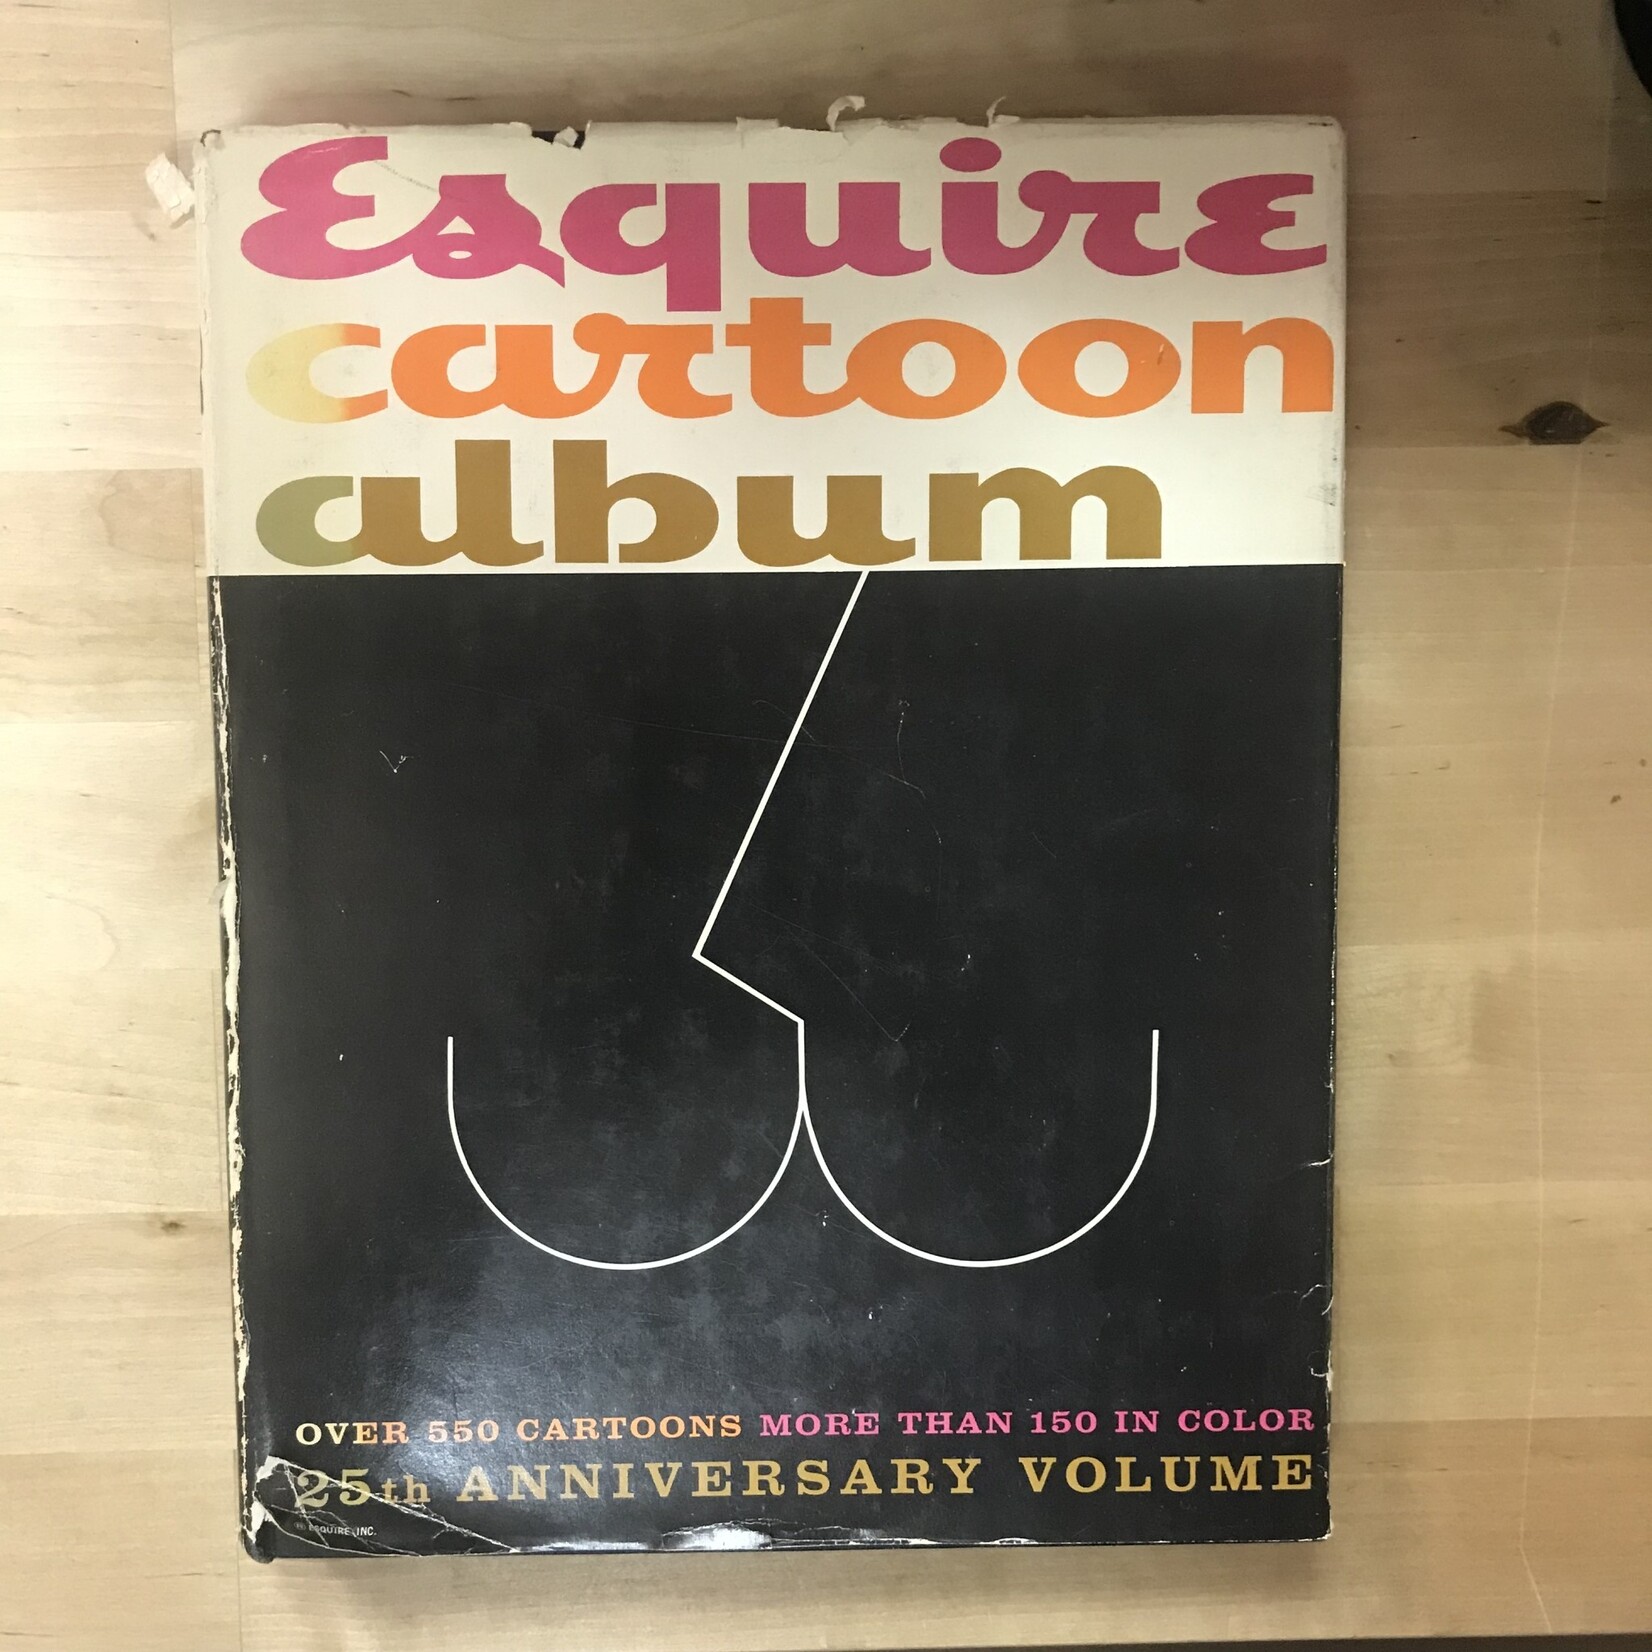 Esquire
cartoon
album
OVER 550 CARTOONS MORE THAN 150 IN COLOR
25th ANNIVERSARY VOLUME
© ESQUIRE, INC.